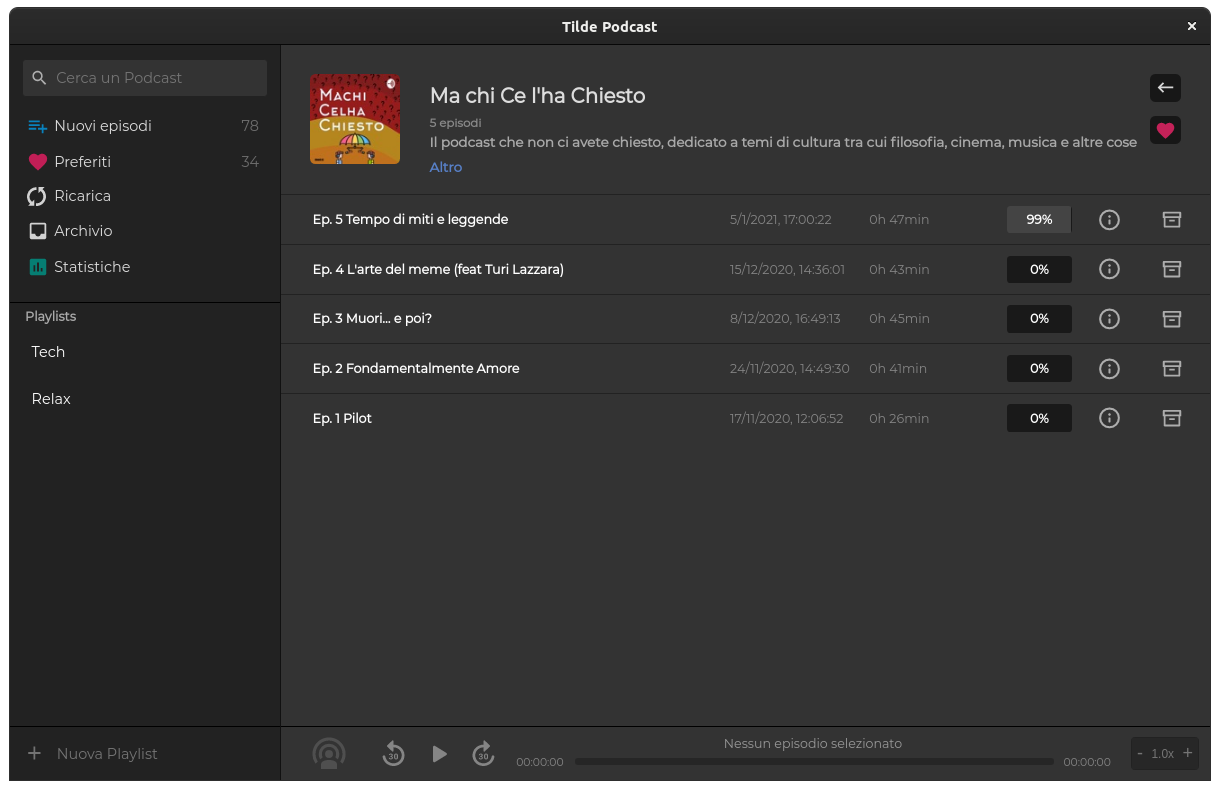 Tilde Podcast
Cerca un Podcast
Nuovi episodi 78
Preferiti 34
Ricarica
Archivio
Statistiche
Playlists
Tech
Relax
Nuova Playlist
MACHI
CELHA
CHIESTO
Ma chi Ce l'ha Chiesto
5 episodi
Il podcast che non ci avete chiesto, dedicato a temi di cultura tra cui filosofia, cinema, musica e altre cose
Altro
Ep. 5 Tempo di miti e leggende 5/1/2021, 17:00:22 0h 47min 99%
Ep. 4 L'arte del meme (feat Turi Lazzara) 15/12/2020, 14:36:01 0h 43min 0%
Ep. 3 Muori... e poi? 8/12/2020, 16:49:13 0h 45min 0%
Ep. 2 Fondamentalmente Amore 24/11/2020, 14:49:30 0h 41min 0%
Ep. 1 Pilot 17/11/2020, 12:06:52 0h 26min 0%
30 30
Nessun episodio selezionato
00:00:00 00:00:00
- 1.0x +